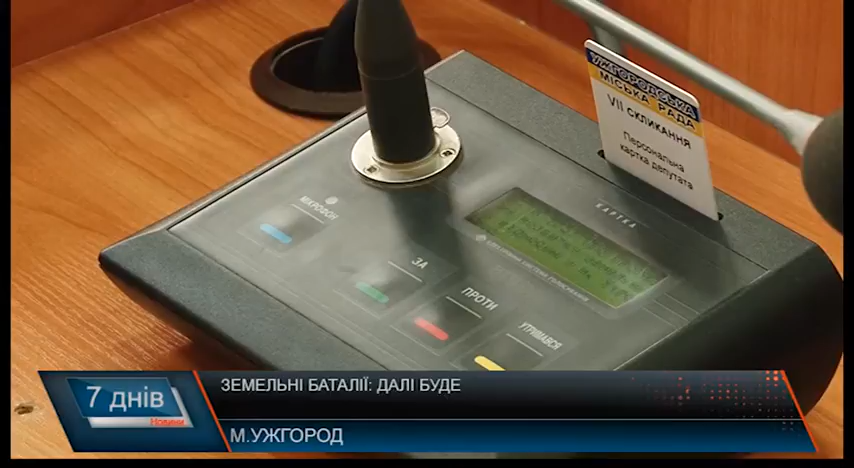 УЖГОРОДСЬКА
МІСЬКА РАДА
VII СКЛИКАННЯ
Персональна
картка депутата
КАРТКА
МІКРОФОН
ЗА
ПРОТИ
УТРИМАВСЯ
ЗЕМЕЛЬНІ БАТАЛІЇ: ДАЛІ БУДЕ
7 днів
Новини
М.УЖГОРОД